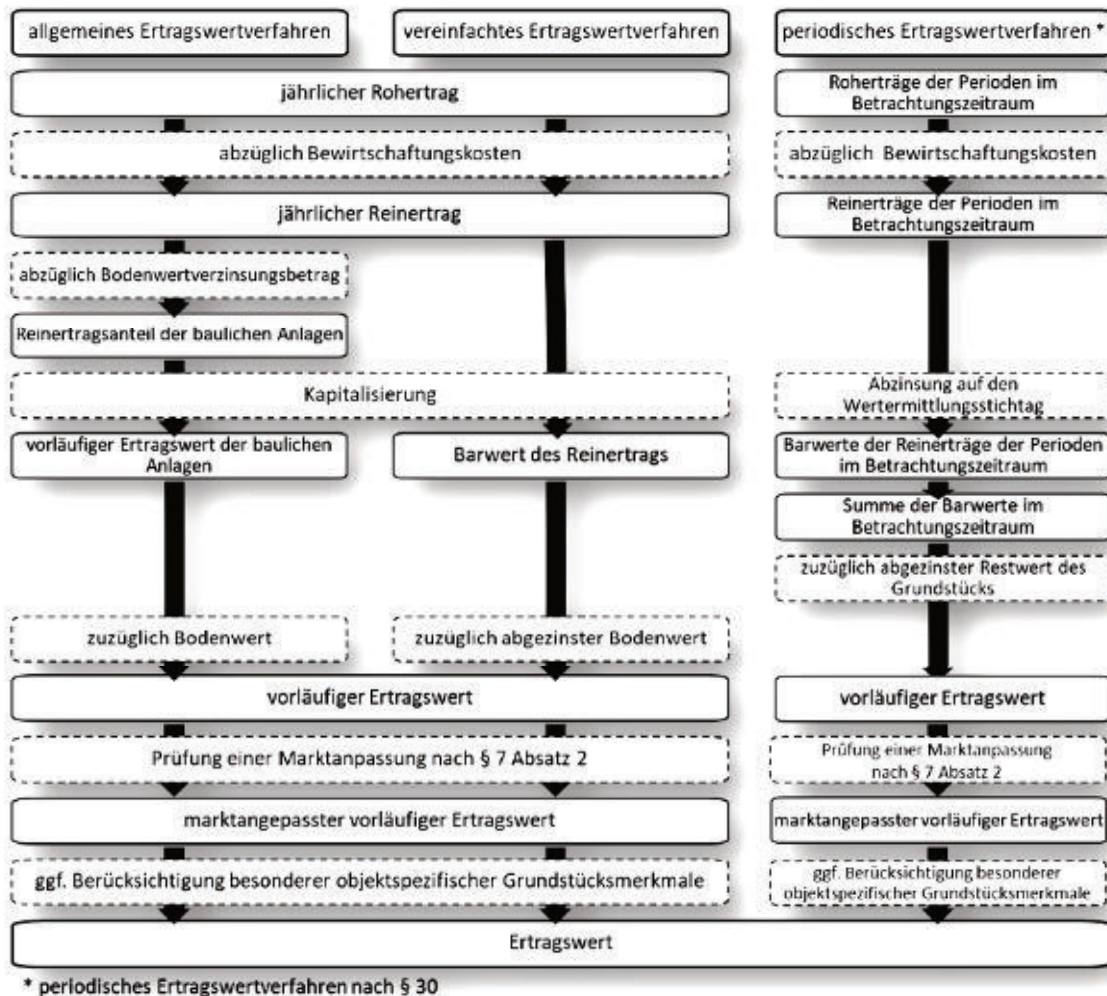 allgemeines Ertragswertverfahren
vereinfachtes Ertragswertverfahren
periodisches Ertragswertverfahren *
jährlicher Rohertrag
Roherträge der Perioden im
Betrachtungszeitraum
abzüglich Bewirtschaftungskosten
abzüglich Bewirtschaftungskosten
jährlicher Reinertrag
Reinerträge der Perioden im
Betrachtungszeitraum
abzüglich Bodenwertverzinsungsbetrag
Reinertragsanteil der baulichen Anlagen
Kapitalisierung
Abzinsung auf den
Wertermittlungsstichtag
vorläufiger Ertragswert der baulichen
Anlagen
Barwert des Reinertrags
Barwerte der Reinerträge der Perioden
im Betrachtungszeitraum
Summe der Barwerte im
Betrachtungszeitraum
zuzüglich abgezinster Restwert des
Grundstücks
zuzüglich Bodenwert
zuzüglich abgezinster Bodenwert
vorläufiger Ertragswert
vorläufiger Ertragswert
Prüfung einer Marktanpassung nach § 7 Absatz 2
Prüfung einer Marktanpassung
nach § 7 Absatz 2
marktangepasster vorläufiger Ertragswert
marktangepasster vorläufiger Ertragswert
ggf. Berücksichtigung besonderer objektspezifischer Grundstücksmerkmale
ggf. Berücksichtigung besonderer
objektspezifischer Grundstücksmerkmale
Ertragswert
* periodisches Ertragswertverfahren nach § 30